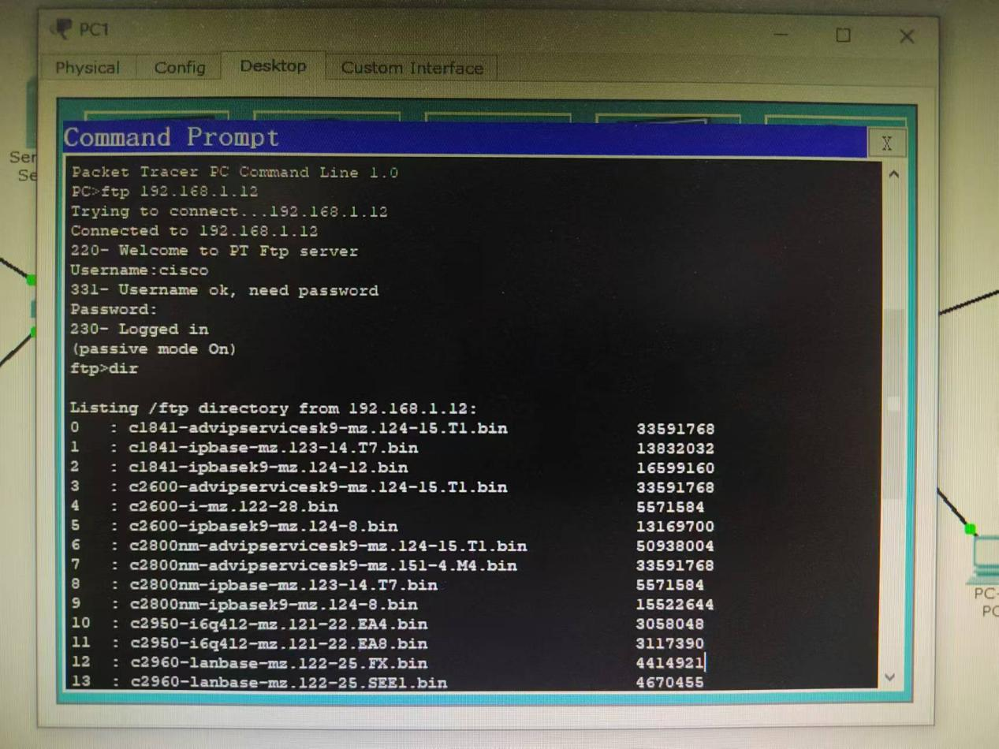 PC1
Physical Config Desktop Custom Interface
Command Prompt X
Packet Tracer PC Command Line 1.0
PC>ftp 192.168.1.12
Trying to connect...192.168.1.12
Connected to 192.168.1.12
220- Welcome to PT Ftp server
Username:cisco
331- Username ok, need password
Password:
230- Logged in
(passive mode On)
ftp>dir
Listing /ftp directory from 192.168.1.12:
0 : c1841-advipservicesk9-mz.124-15.T1.bin 33591768
1 : c1841-ipbase-mz.123-14.T7.bin 13832032
2 : c1841-ipbasek9-mz.124-12.bin 16599160
3 : c2600-advipservicesk9-mz.124-15.T1.bin 33591768
4 : c2600-i-mz.122-28.bin 5571584
5 : c2600-ipbasek9-mz.124-8.bin 13169700
6 : c2800nm-advipservicesk9-mz.124-15.T1.bin 50938004
7 : c2800nm-advipservicesk9-mz.151-4.M4.bin 33591768
8 : c2800nm-ipbase-mz.123-14.T7.bin 5571584
9 : c2800nm-ipbasek9-mz.124-8.bin 15522644
10 : c2950-i6q412-mz.121-22.EA4.bin 3058048
11 : c2950-i6q412-mz.121-22.EA8.bin 3117390
12 : c2960-lanbase-mz.122-25.FX.bin 4414921
13 : c2960-lanbase-mz.122-25.SEE1.bin 4670455
Ser
Se
PC-
PC